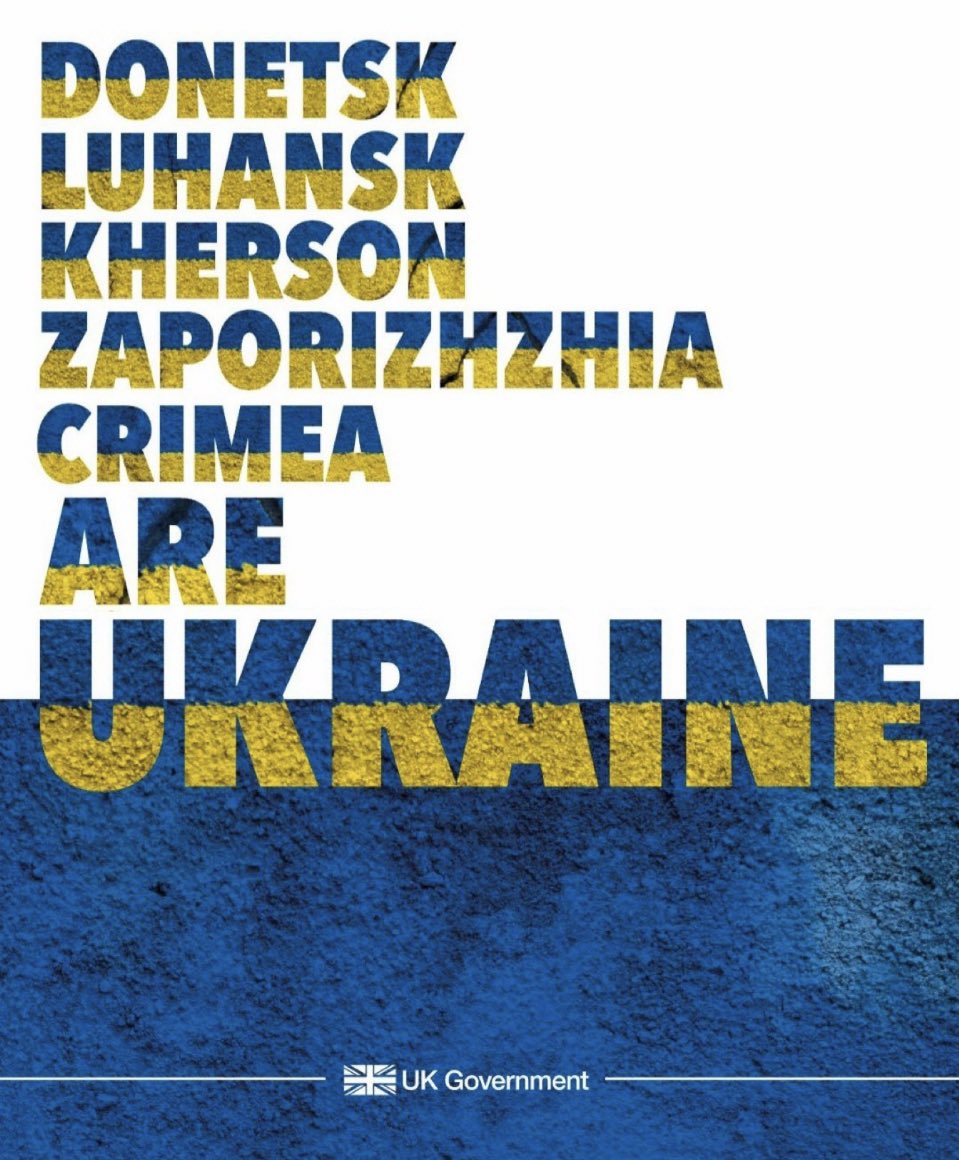 DONETSK
LUHANSK
KHERSON
ZAPORIZHZHIA
CRIMEA
ARE
UKRAINE
UK Government